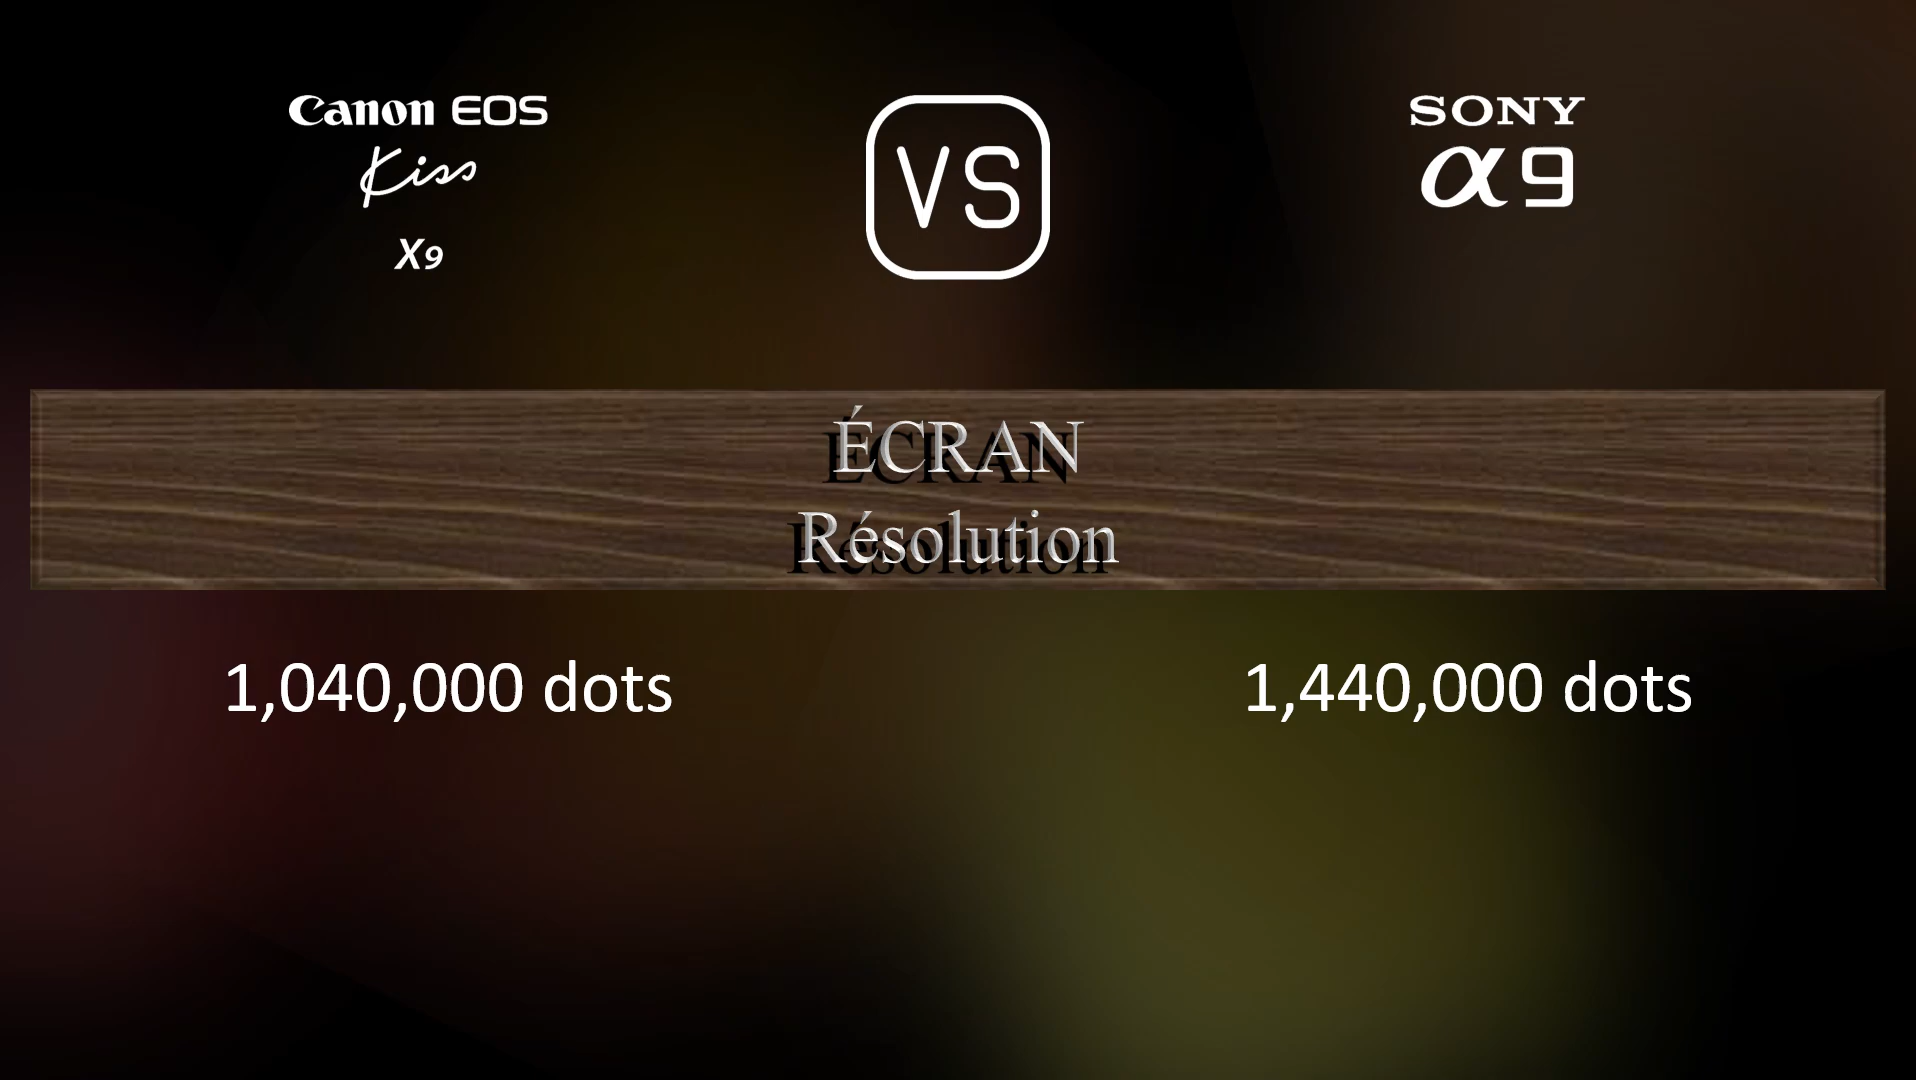 Canon EOS
Kiss
X9
VS
SONY
α9
ÉCRAN
Résolution
1,040,000 dots
1,440,000 dots